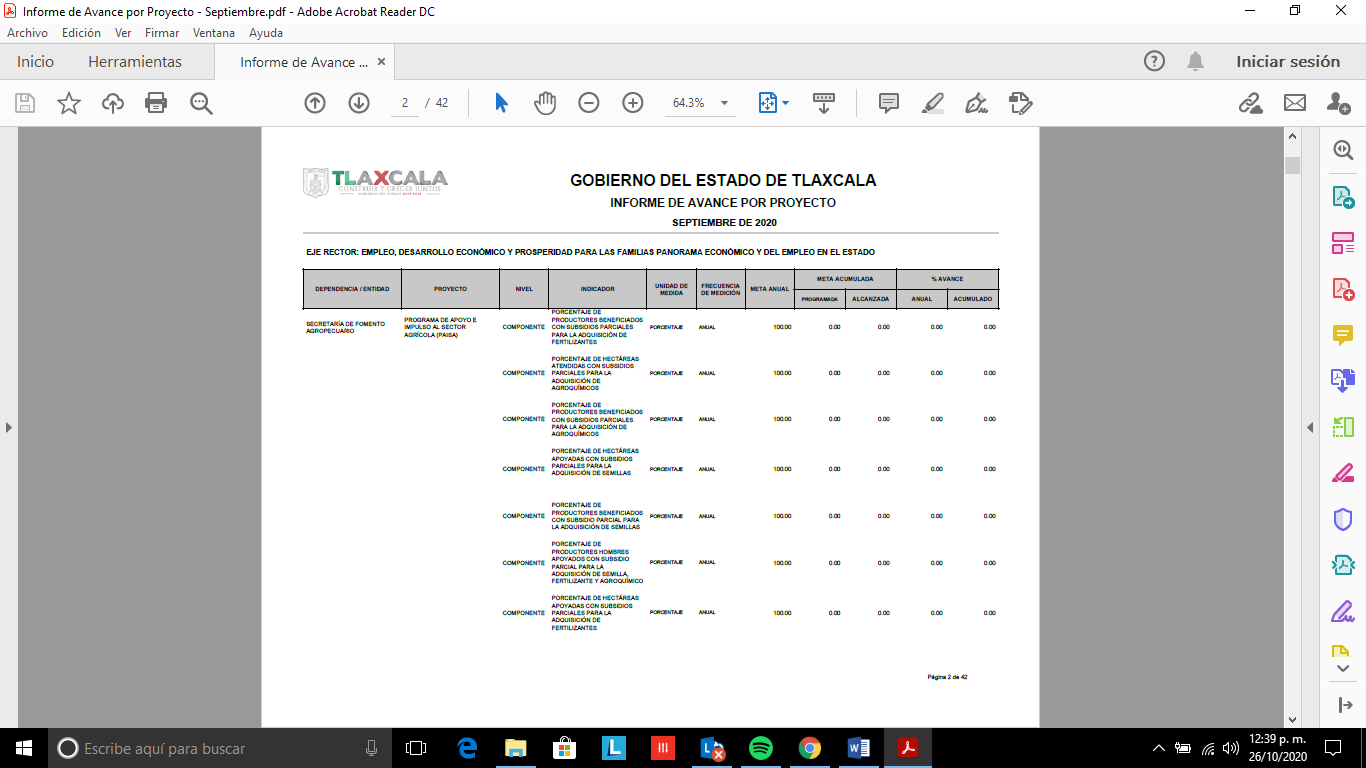 Informe de Avance por Proyecto - Septiembre.pdf - Adobe Acrobat Reader DC
Archivo Edición Ver Firmar Ventana Ayuda
Inicio Herramientas Informe de Avance ... × Iniciar sesión
2 / 42 64.3%
TLAXCALA
CONSTRUIR Y CRECER JUNTOS
GOBIERNO DEL ESTADO DE TLAXCALA
INFORME DE AVANCE POR PROYECTO
SEPTIEMBRE DE 2020
EJE RECTOR: EMPLEO, DESARROLLO ECONÓMICO Y PROSPERIDAD PARA LAS FAMILIAS PANORAMA ECONÓMICO Y DEL EMPLEO EN EL ESTADO
DEPENDENCIA / ENTIDAD PROYECTO NIVEL INDICADOR UNIDAD DE MEDIDA FRECUENCIA DE MEDICIÓN META ANUAL META ACUMULADA % AVANCE
PROGRAMADA ALCANZADA ANUAL ACUMULADO
SECRETARÍA DE FOMENTO
AGROPECUARIO
PROGRAMA DE APOYO E
IMPULSO AL SECTOR
AGRÍCOLA (PAISA)
COMPONENTE
PORCENTAJE DE
PRODUCTORES BENEFICIADOS
CON SUBSIDIOS PARCIALES
PARA LA ADQUISICIÓN DE
FERTILIZANTES
PORCENTAJE ANUAL 100.00 0.00 0.00 0.00 0.00
COMPONENTE
PORCENTAJE DE HECTÁREAS
ATENDIDAS CON SUBSIDIOS
PARCIALES PARA LA
ADQUISICIÓN DE
AGROQUÍMICOS
PORCENTAJE ANUAL 100.00 0.00 0.00 0.00 0.00
COMPONENTE
PORCENTAJE DE
PRODUCTORES BENEFICIADOS
CON SUBSIDIOS PARCIALES
PARA LA ADQUISICIÓN DE
AGROQUÍMICOS
PORCENTAJE ANUAL 100.00 0.00 0.00 0.00 0.00
COMPONENTE
PORCENTAJE DE HECTÁREAS
APOYADAS CON SUBSIDIOS
PARCIALES PARA LA
ADQUISICIÓN DE SEMILLAS
PORCENTAJE ANUAL 100.00 0.00 0.00 0.00 0.00
COMPONENTE
PORCENTAJE DE
PRODUCTORES BENEFICIADOS
CON SUBSIDIO PARCIAL PARA
LA ADQUISICIÓN DE SEMILLAS
PORCENTAJE ANUAL 100.00 0.00 0.00 0.00 0.00
COMPONENTE
PORCENTAJE DE
PRODUCTORES HOMBRES
APOYADOS CON SUBSIDIO
PARCIAL PARA LA
ADQUISICIÓN DE SEMILLA,
FERTILIZANTE Y AGROQUÍMICO
PORCENTAJE ANUAL 100.00 0.00 0.00 0.00 0.00
COMPONENTE
PORCENTAJE DE HECTÁREAS
APOYADAS CON SUBSIDIOS
PARCIALES PARA LA
ADQUISICIÓN DE
FERTILIZANTES
PORCENTAJE ANUAL 100.00 0.00 0.00 0.00 0.00
Página 2 de 42
Escribe aquí para buscar
12:39 p. m.
26/10/2020